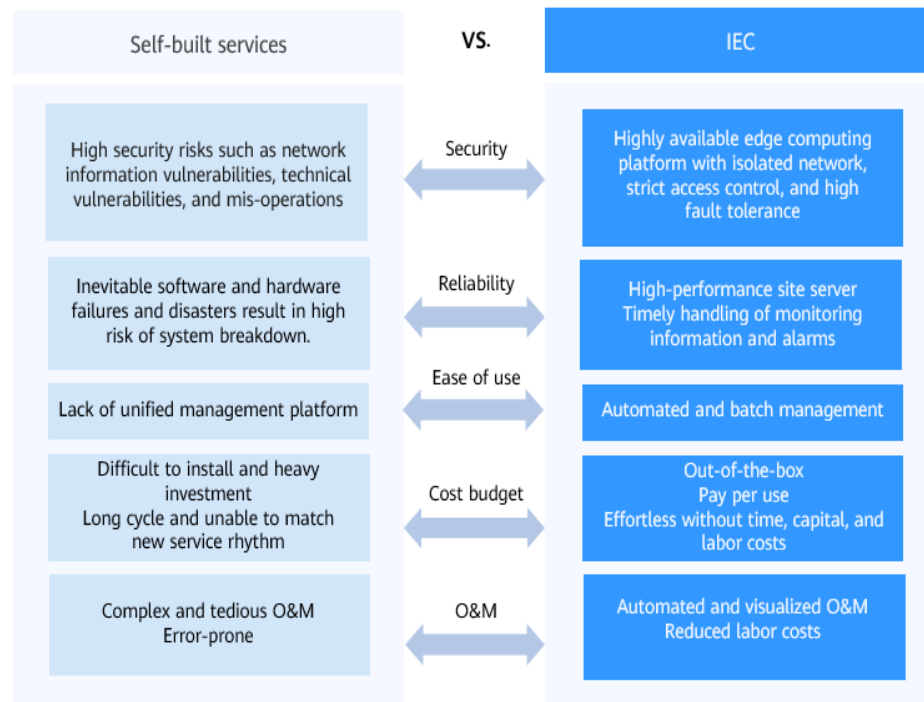 Self-built services
VS.
IEC
High security risks such as network
information vulnerabilities, technical
vulnerabilities, and mis-operations
Security
Highly available edge computing
platform with isolated network,
strict access control, and high
fault tolerance
Inevitable software and hardware
failures and disasters result in high
risk of system breakdown.
Reliability
High-performance site server
Timely handling of monitoring
information and alarms
Lack of unified management platform
Ease of use
Automated and batch management
Difficult to install and heavy
investment
Long cycle and unable to match
new service rhythm
Cost budget
Out-of-the-box
Pay per use
Effortless without time, capital, and
labor costs
Complex and tedious O&M
Error-prone
O&M
Automated and visualized O&M
Reduced labor costs